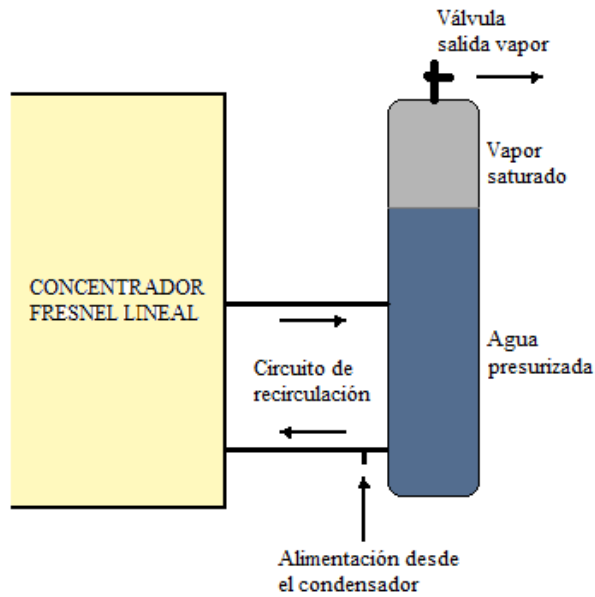 Válvula
salida vapor
Vapor
saturado
CONCENTRADOR
FRESNEL LINEAL
Agua
presurizada
Circuito de
recirculación
Alimentación desde
el condensador